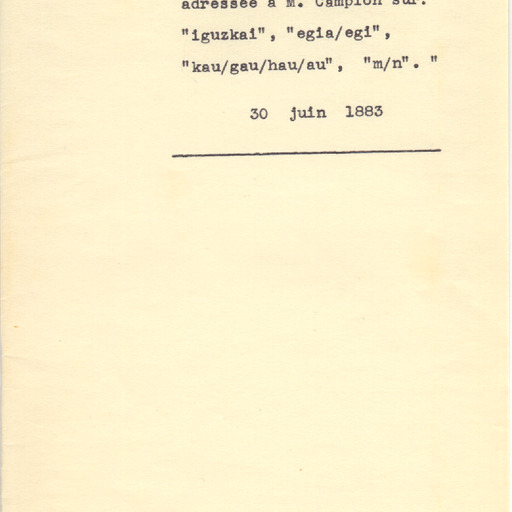 adressée à M. Campion sur:
"iguzkai", "egia/egi",
"kau/gau/hau/au", "m/n". "
30 juin 1883